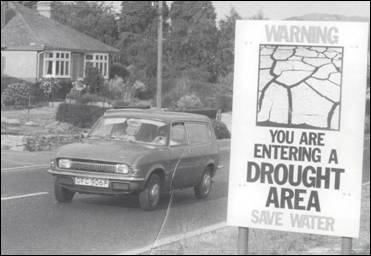 WARNING
YOU ARE
ENTERING A
DROUGHT
AREA
SAVE WATER